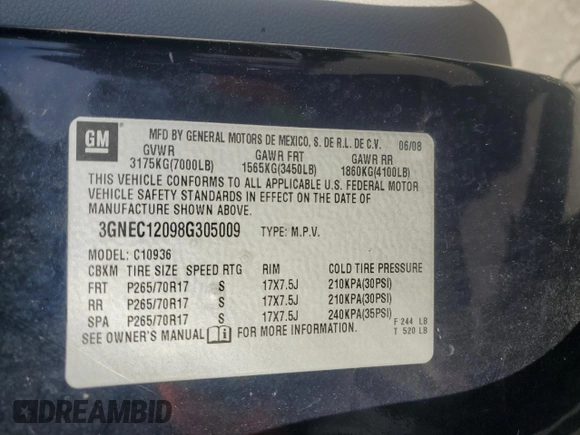 GM
MFD BY GENERAL MOTORS DE MEXICO, S. DE R.L. DE C.V. 06/08
GVWR GAWR FRT GAWR RR
3175KG(7000LB) 1565KG(3450LB) 1860KG(4100LB)
THIS VEHICLE CONFORMS TO ALL APPLICABLE U.S. FEDERAL MOTOR
VEHICLE SAFETY STANDARDS IN EFFECT ON THE DATE OF
MANUFACTURE SHOWN ABOVE.
3GNEC12098G305009 TYPE: M.P.V.
MODEL: C10936
CBXM TIRE SIZE SPEED RTG RIM COLD TIRE PRESSURE
FRT P265/70R17 S 17X7.5J 210KPA(30PSI)
RR P265/70R17 S 17X7.5J 210KPA(30PSI)
SPA P265/70R17 S 17X7.5J 240KPA(35PSI)
SEE OWNER'S MANUAL FOR MORE INFORMATION.
F 244 LB
T 520 LB
DREAMBID